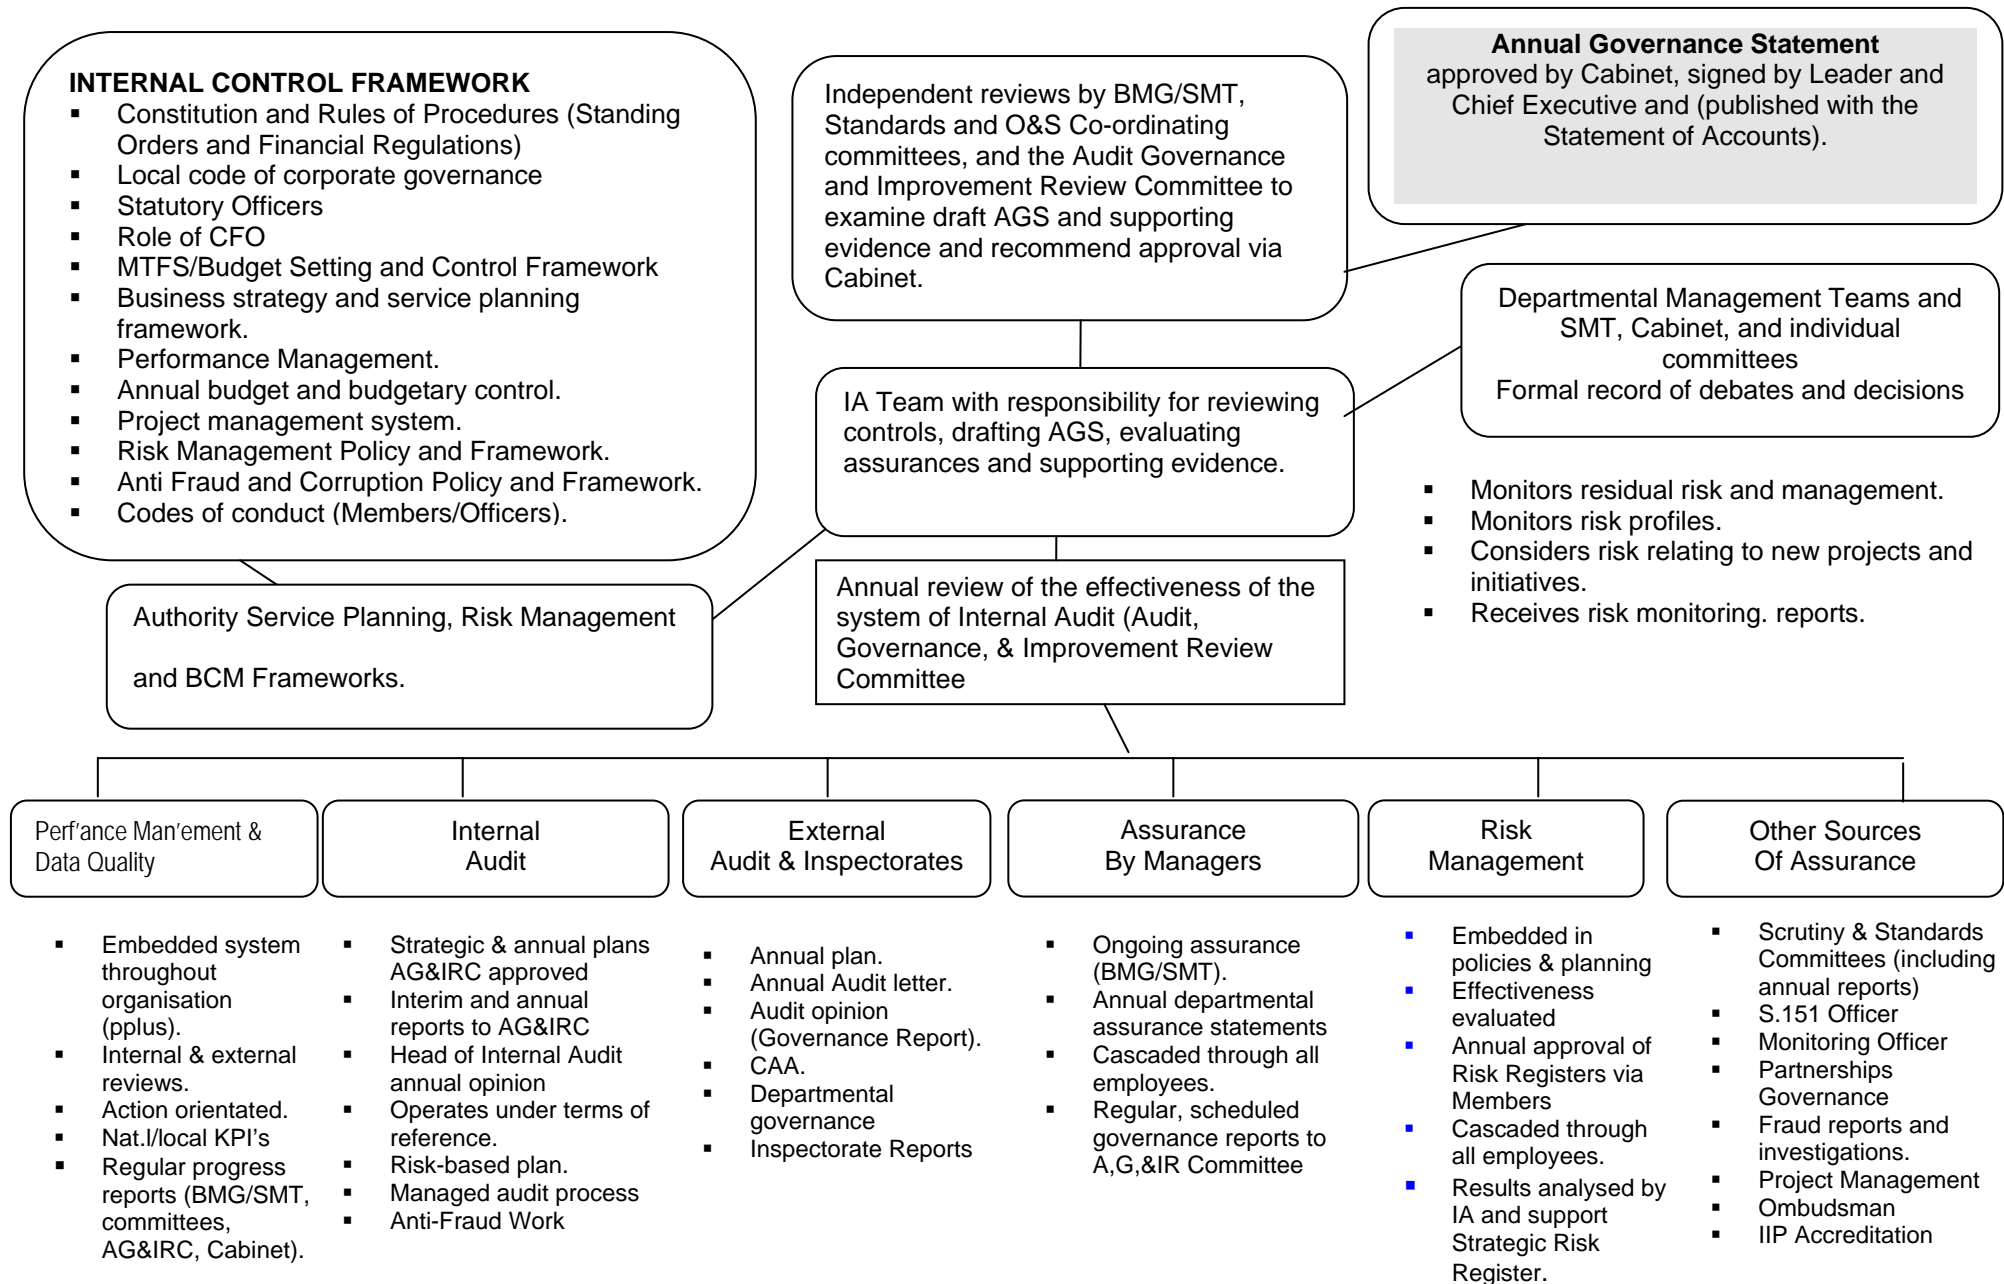 INTERNAL CONTROL FRAMEWORK
▪ Constitution and Rules of Procedures (Standing
Orders and Financial Regulations)
▪ Local code of corporate governance
▪ Statutory Officers
▪ Role of CFO
▪ MTFS/Budget Setting and Control Framework
▪ Business strategy and service planning
framework.
▪ Performance Management.
▪ Annual budget and budgetary control.
▪ Project management system.
▪ Risk Management Policy and Framework.
▪ Anti Fraud and Corruption Policy and Framework.
▪ Codes of conduct (Members/Officers).
Independent reviews by BMG/SMT,
Standards and O&S Co-ordinating
committees, and the Audit Governance
and Improvement Review Committee to
examine draft AGS and supporting
evidence and recommend approval via
Cabinet.
Annual Governance Statement
approved by Cabinet, signed by Leader and
Chief Executive and (published with the
Statement of Accounts).
Departmental Management Teams and
SMT, Cabinet, and individual
committees
Formal record of debates and decisions
IA Team with responsibility for reviewing
controls, drafting AGS, evaluating
assurances and supporting evidence.
▪ Monitors residual risk and management.
▪ Monitors risk profiles.
▪ Considers risk relating to new projects and
initiatives.
▪ Receives risk monitoring. reports.
Authority Service Planning, Risk Management
and BCM Frameworks.
Annual review of the effectiveness of the
system of Internal Audit (Audit,
Governance, & Improvement Review
Committee
Perf'ance Man'ement &
Data Quality
▪ Embedded system
throughout
organisation
(pplus).
▪ Internal & external
reviews.
▪ Action orientated.
▪ Nat.l/local KPI's
▪ Regular progress
reports (BMG/SMT,
committees,
AG&IRC, Cabinet).
Internal
Audit
▪ Strategic & annual plans
AG&IRC approved
▪ Interim and annual
reports to AG&IRC
▪ Head of Internal Audit
annual opinion
▪ Operates under terms of
reference.
▪ Risk-based plan.
▪ Managed audit process
▪ Anti-Fraud Work
External
Audit & Inspectorates
▪ Annual plan.
▪ Annual Audit letter.
▪ Audit opinion
(Governance Report).
▪ CAA.
▪ Departmental
governance
▪ Inspectorate Reports
Assurance
By Managers
▪ Ongoing assurance
(BMG/SMT).
▪ Annual departmental
assurance statements
▪ Cascaded through all
employees.
▪ Regular, scheduled
governance reports to
A,G,&IR Committee
Risk
Management
▪ Embedded in
policies & planning
▪ Effectiveness
evaluated
▪ Annual approval of
Risk Registers via
Members
▪ Cascaded through
all employees.
▪ Results analysed by
IA and support
Strategic Risk
Register.
Other Sources
Of Assurance
▪ Scrutiny & Standards
Committees (including
annual reports)
▪ S.151 Officer
▪ Monitoring Officer
▪ Partnerships
Governance
▪ Fraud reports and
investigations.
▪ Project Management
▪ Ombudsman
▪ IIP Accreditation